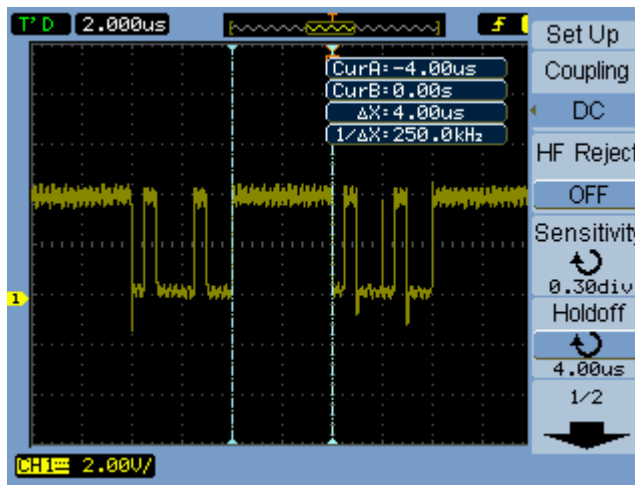 T'D 2.000us
Set Up
Coupling
DC
HF Reject
OFF
Sensitivity
0.30div
Holdoff
4.00us
1/2
CurA:-4.00us
CurB:0.00s
ΔX:4.00us
1/ΔX:250.0kHz
T
1
CH1 2.00V/